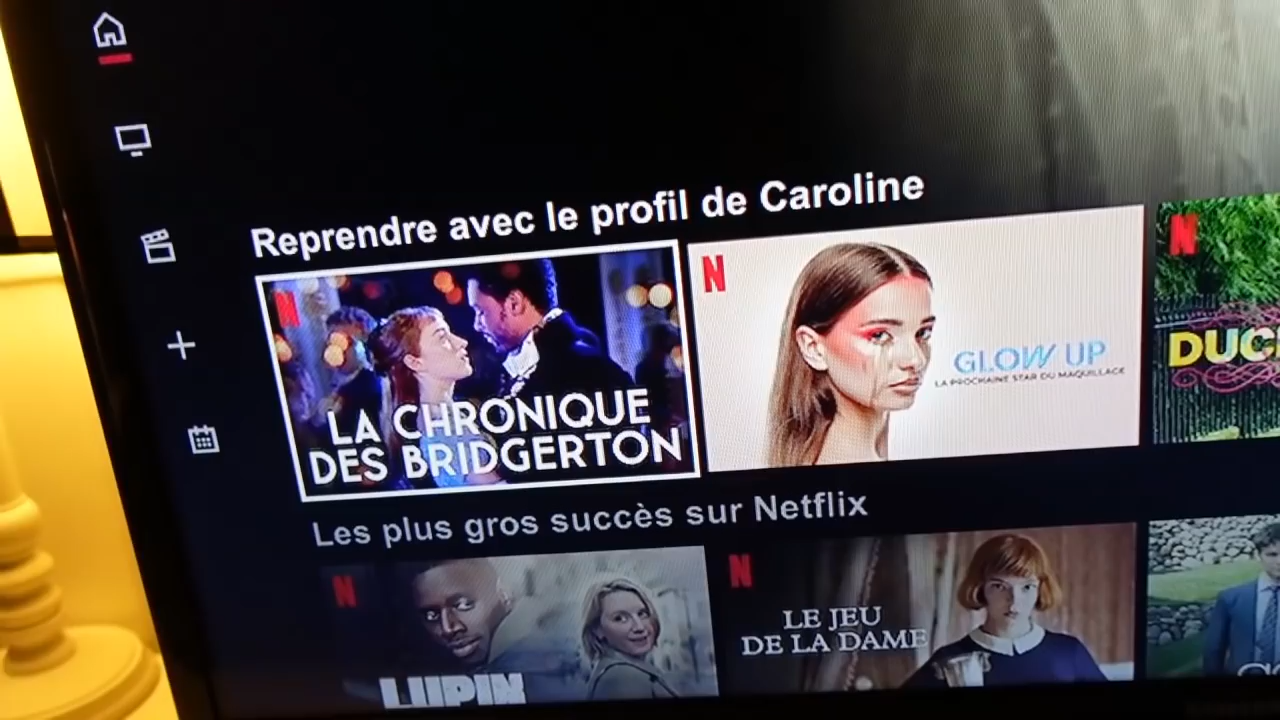 Reprendre avec le profil de Caroline
N
LA CHRONIQUE
DES BRIDGERTON
N
GLOW UP
LA PROCHAINE STAR DU MAQUILLAGE
N
Les plus gros succès sur Netflix
N
LUPIN
N
LE JEU
DE LA DAME